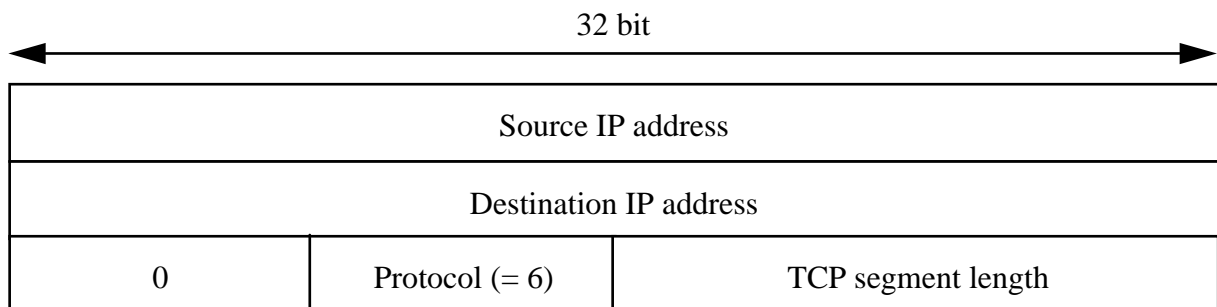 32 bit
Source IP address
Destination IP address
0 Protocol (= 6) TCP segment length